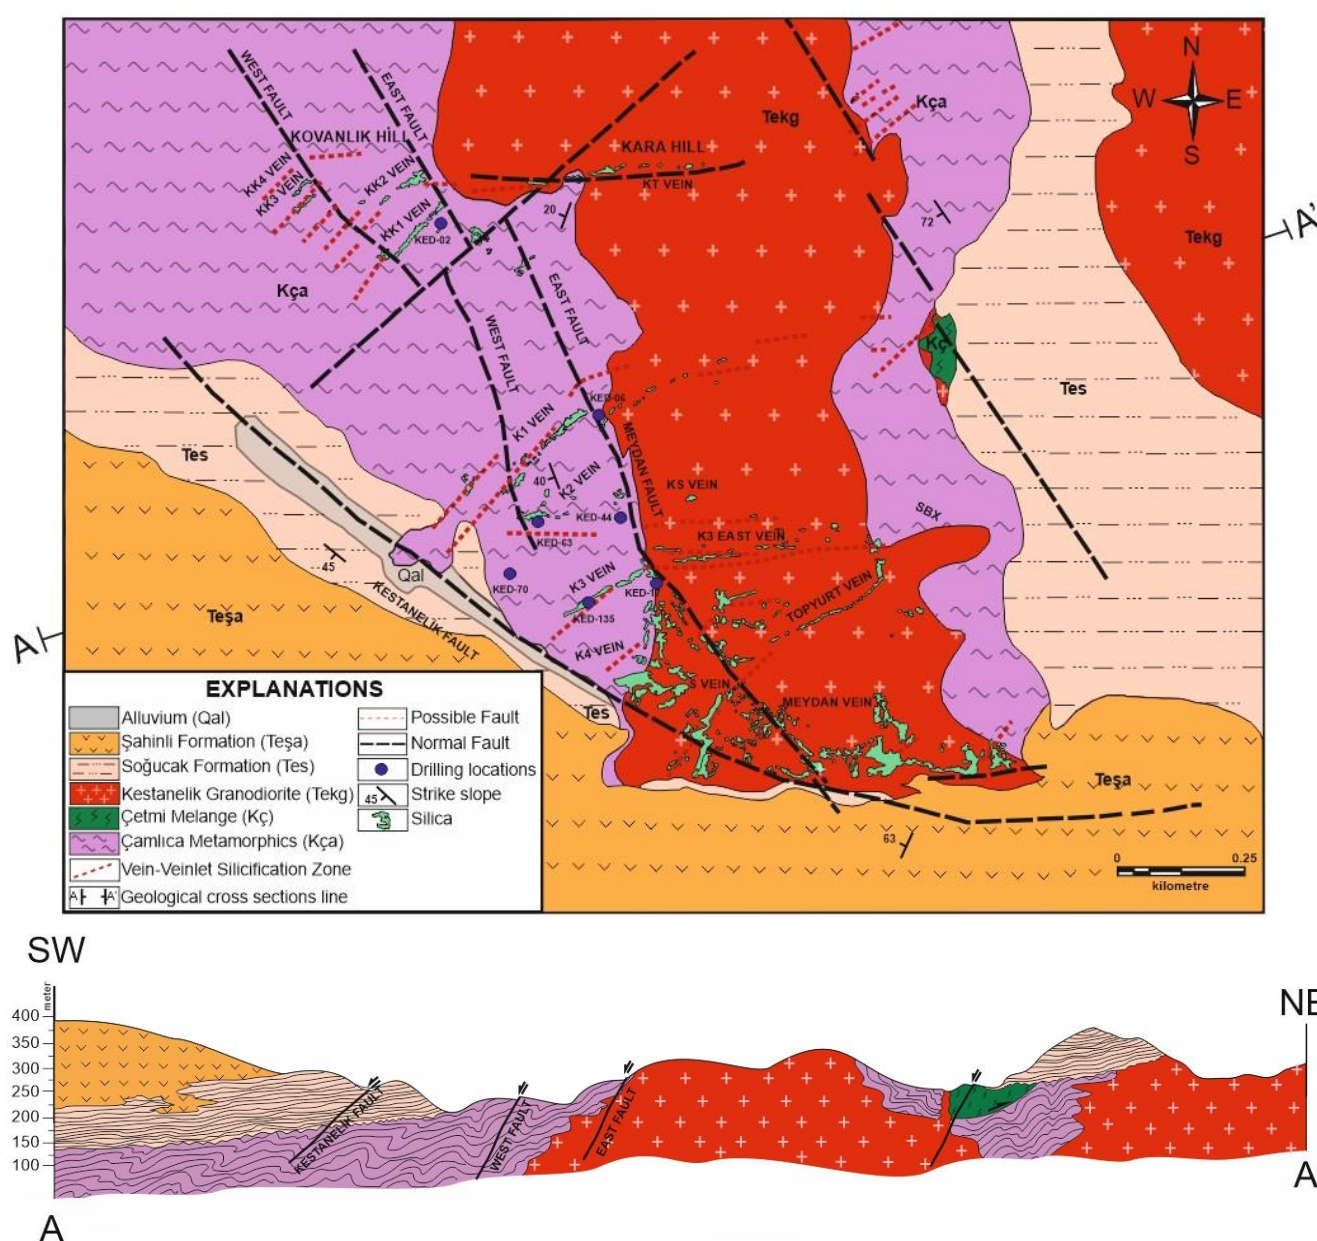 N
W E
S
WEST FAULT
EAST FAULT
KOVANLIK HILL
KK4 VEIN
KK3 VEIN
KK2 VEIN
KK1 VEIN
KED-02
Kça
Tekg
KARA HILL
KT VEIN
20
Kça
72
Tekg
A'
EAST FAULT
WEST FAULT
Kç
Tes
KED-06
K1 VEIN
MEYDAN FAULT
40
K2 VEIN
KS VEIN
Tes
SBX
KED-44
K3 EAST VEIN
KED-63
45
Qal
KED-70
K3 VEIN
TOPYURT VEIN
KESTANELİK FAULT
Teşa
KED-135
A
K4 VEIN
S VEIN
MEYDAN VEIN
Tes
Teşa
63
0 0.25
kilometre
EXPLANATIONS
Alluvium (Qal)
Şahinli Formation (Teşa)
Soğucak Formation (Tes)
Kestanelik Granodiorite (Tekg)
Çetmi Melange (Kç)
Çamlıca Metamorphics (Kça)
Vein-Veinlet Silicification Zone
A A' Geological cross sections line
Possible Fault
Normal Fault
Drilling locations
45 Strike slope
Silica
SW
NE
meter
400
350
300
250
200
150
100
KESTANELİK FAULT
WEST FAULT
EAST FAULT
A
A